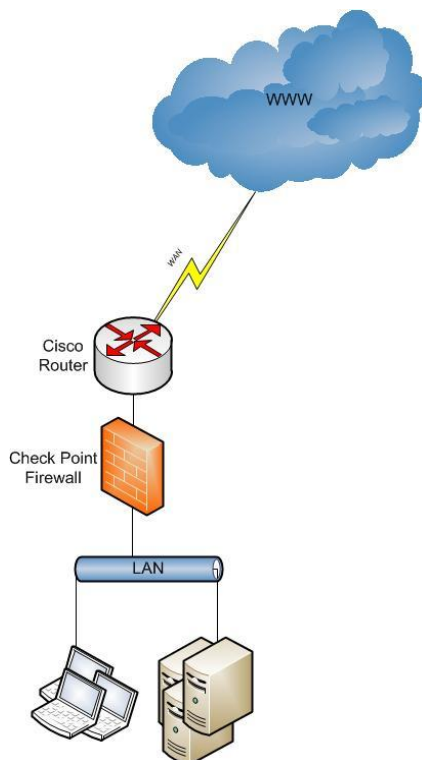 WWW
WAN
Cisco
Router
Check Point
Firewall
LAN